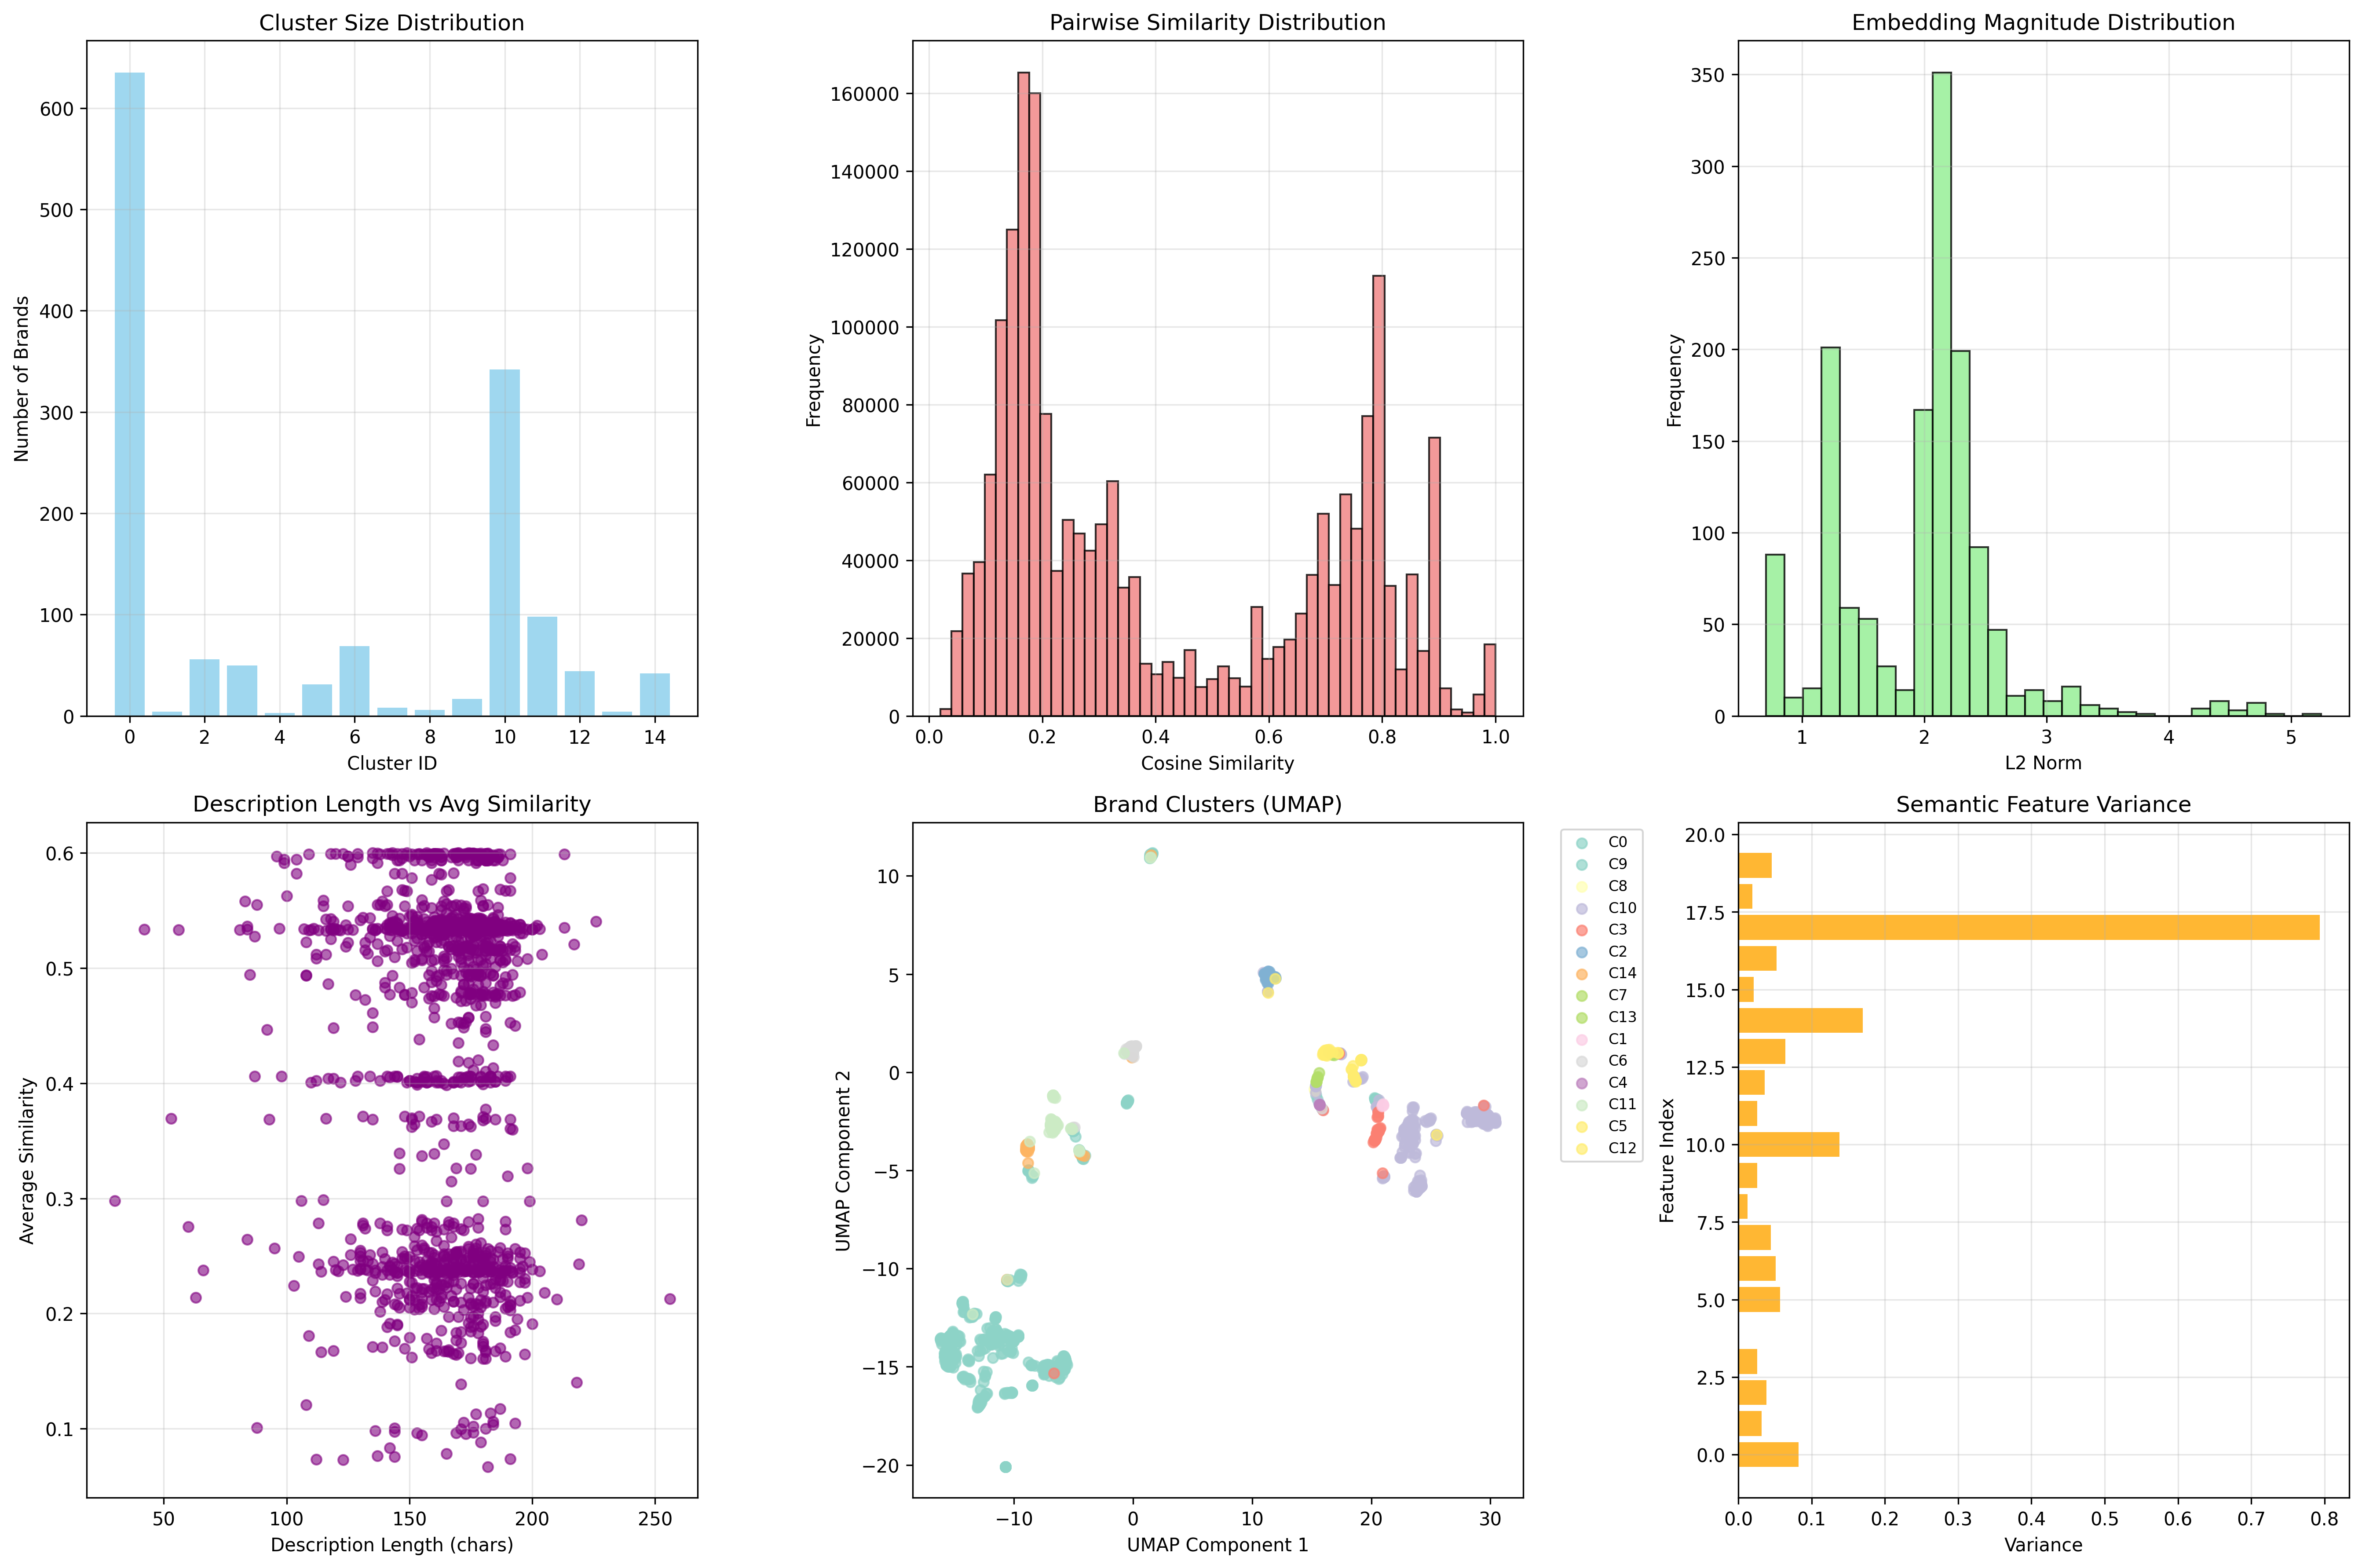 Cluster Size Distribution
Number of Brands
600
500
400
300
200
100
0
0 2 4 6 8 10 12 14
Cluster ID
Pairwise Similarity Distribution
Frequency
160000
140000
120000
100000
80000
60000
40000
20000
0
0.0 0.2 0.4 0.6 0.8 1.0
Cosine Similarity
Embedding Magnitude Distribution
Frequency
350
300
250
200
150
100
50
0
1 2 3 4 5
L2 Norm
Description Length vs Avg Similarity
Average Similarity
0.6
0.5
0.4
0.3
0.2
0.1
50 100 150 200 250
Description Length (chars)
Brand Clusters (UMAP)
UMAP Component 2
10
5
0
−5
−10
−15
−20
−10 0 10 20 30
UMAP Component 1
C0
C9
C8
C10
C3
C2
C14
C7
C13
C1
C6
C4
C11
C5
C12
Semantic Feature Variance
Feature Index
20.0
17.5
15.0
12.5
10.0
7.5
5.0
2.5
0.0
0.0 0.1 0.2 0.3 0.4 0.5 0.6 0.7 0.8
Variance